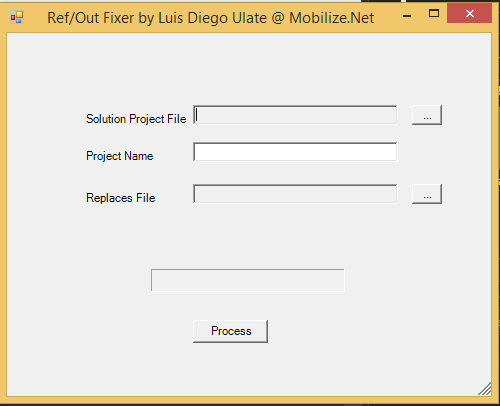 Ref/Out Fixer by Luis Diego Ulate @ Mobilize.Net
Solution Project File
...
Project Name
Replaces File
...
Process